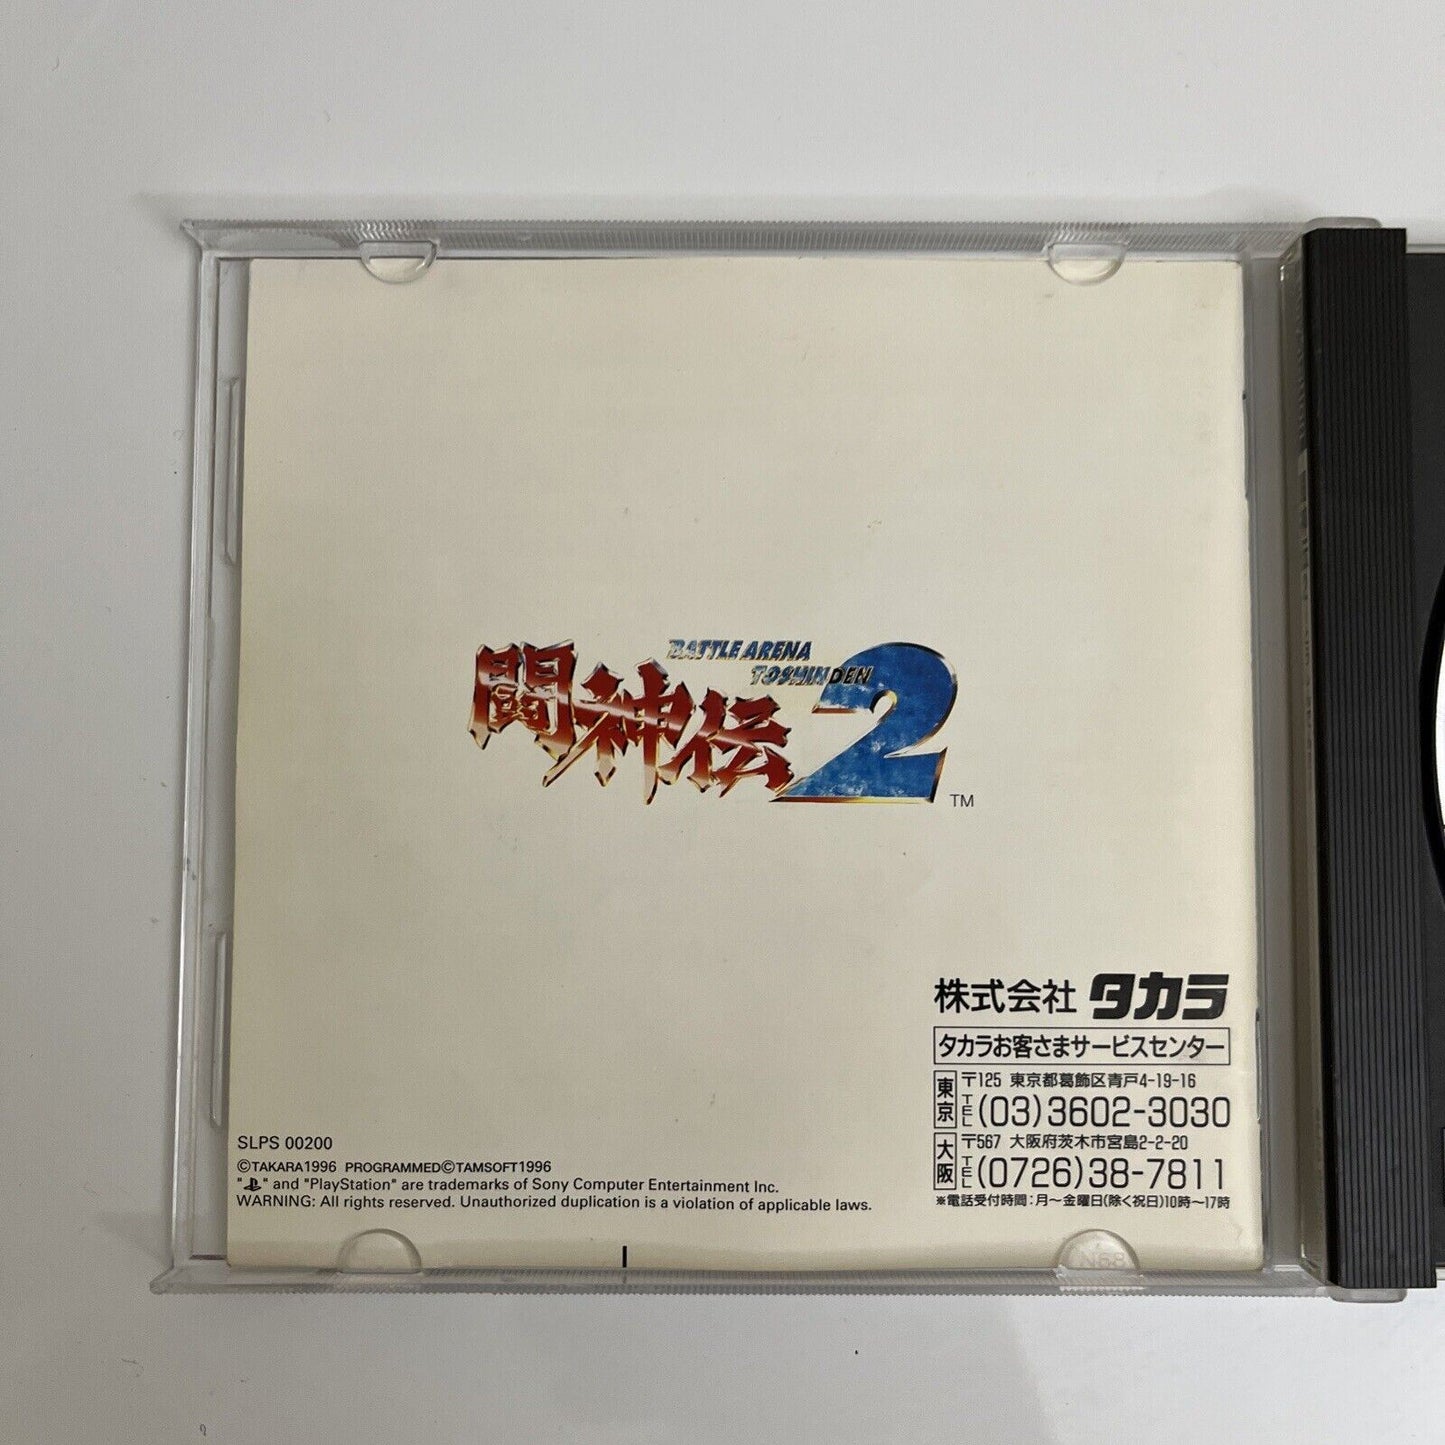 BATTLE ARENA
TOSHINDEN
闘神伝2
TM
株式会社 タカラ
タカラお客さまサービスセンター
東京 〒125 東京都葛飾区青戸4-19-16
TEL (03)3602-3030
大阪 〒567 大阪府茨木市宮島2-2-20
TEL (0726)38-7811
※電話受付時間:月〜金曜日(除く祝日)10時〜17時
SLPS 00200
©TAKARA1996 PROGRAMMED©TAMSOFT1996
" " and "PlayStation" are trademarks of Sony Computer Entertainment Inc.
WARNING: All rights reserved. Unauthorized duplication is a violation of applicable laws.